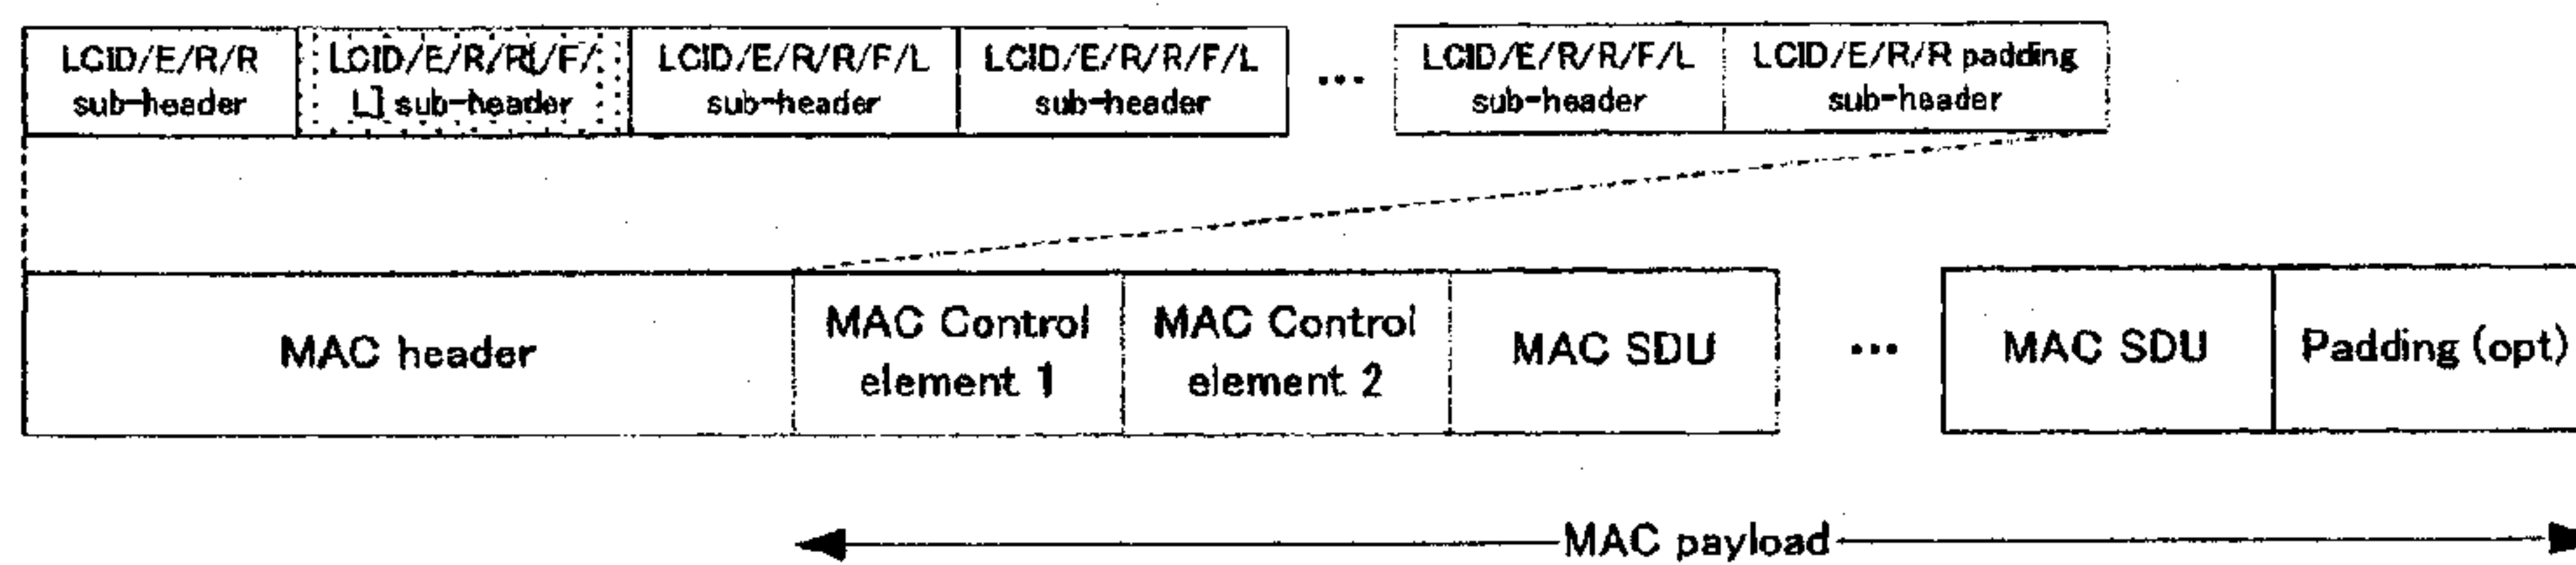 LCID/E/R/R
sub-header
LCID/E/R/R[/F/
L] sub-header
LCID/E/R/R/F/L
sub-header
LCID/E/R/R/F/L
sub-header
...
LCID/E/R/R/F/L
sub-header
LCID/E/R/R padding
sub-header
MAC header
MAC Control
element 1
MAC Control
element 2
MAC SDU
...
MAC SDU
Padding (opt)
MAC payload